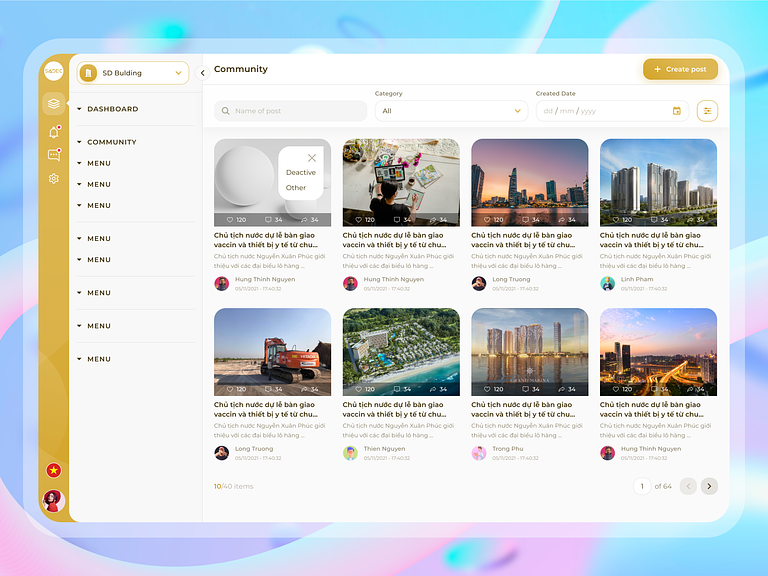 SADEC
SD Bulding
DASHBOARD
COMMUNITY
MENU
MENU
MENU
MENU
MENU
MENU
MENU
MENU
Community
+ Create post
Name of post
Category
All
Created Date
dd / mm / yyyy
Deactive
Other
120 34 34
Chủ tịch nước dự lễ bàn giao
vaccin và thiết bị y tế từ chu...
Chủ tịch nước Nguyễn Xuân Phúc giới
thiệu với các đại biểu lô hàng ...
Hung Thinh Nguyen
05/11/2021 - 17:40:32
120 34 34
Chủ tịch nước dự lễ bàn giao
vaccin và thiết bị y tế từ chu...
Chủ tịch nước Nguyễn Xuân Phúc giới
thiệu với các đại biểu lô hàng ...
Hung Thinh Nguyen
05/11/2021 - 17:40:32
120 34 34
Chủ tịch nước dự lễ bàn giao
vaccin và thiết bị y tế từ chu...
Chủ tịch nước Nguyễn Xuân Phúc giới
thiệu với các đại biểu lô hàng ...
Long Truong
05/11/2021 - 17:40:32
120 34 34
Chủ tịch nước dự lễ bàn giao
vaccin và thiết bị y tế từ chu...
Chủ tịch nước Nguyễn Xuân Phúc giới
thiệu với các đại biểu lô hàng ...
Linh Pham
05/11/2021 - 17:40:32
120 34 34
Chủ tịch nước dự lễ bàn giao
vaccin và thiết bị y tế từ chu...
Chủ tịch nước Nguyễn Xuân Phúc giới
thiệu với các đại biểu lô hàng ...
Long Truong
05/11/2021 - 17:40:32
120 34 34
Chủ tịch nước dự lễ bàn giao
vaccin và thiết bị y tế từ chu...
Chủ tịch nước Nguyễn Xuân Phúc giới
thiệu với các đại biểu lô hàng ...
Thien Nguyen
05/11/2021 - 17:40:32
120 34 34
Chủ tịch nước dự lễ bàn giao
vaccin và thiết bị y tế từ chu...
Chủ tịch nước Nguyễn Xuân Phúc giới
thiệu với các đại biểu lô hàng ...
Trong Phu
05/11/2021 - 17:40:32
120 34 34
Chủ tịch nước dự lễ bàn giao
vaccin và thiết bị y tế từ chu...
Chủ tịch nước Nguyễn Xuân Phúc giới
thiệu với các đại biểu lô hàng ...
Hung Thinh Nguyen
05/11/2021 - 17:40:32
10/40 items
1 of 64